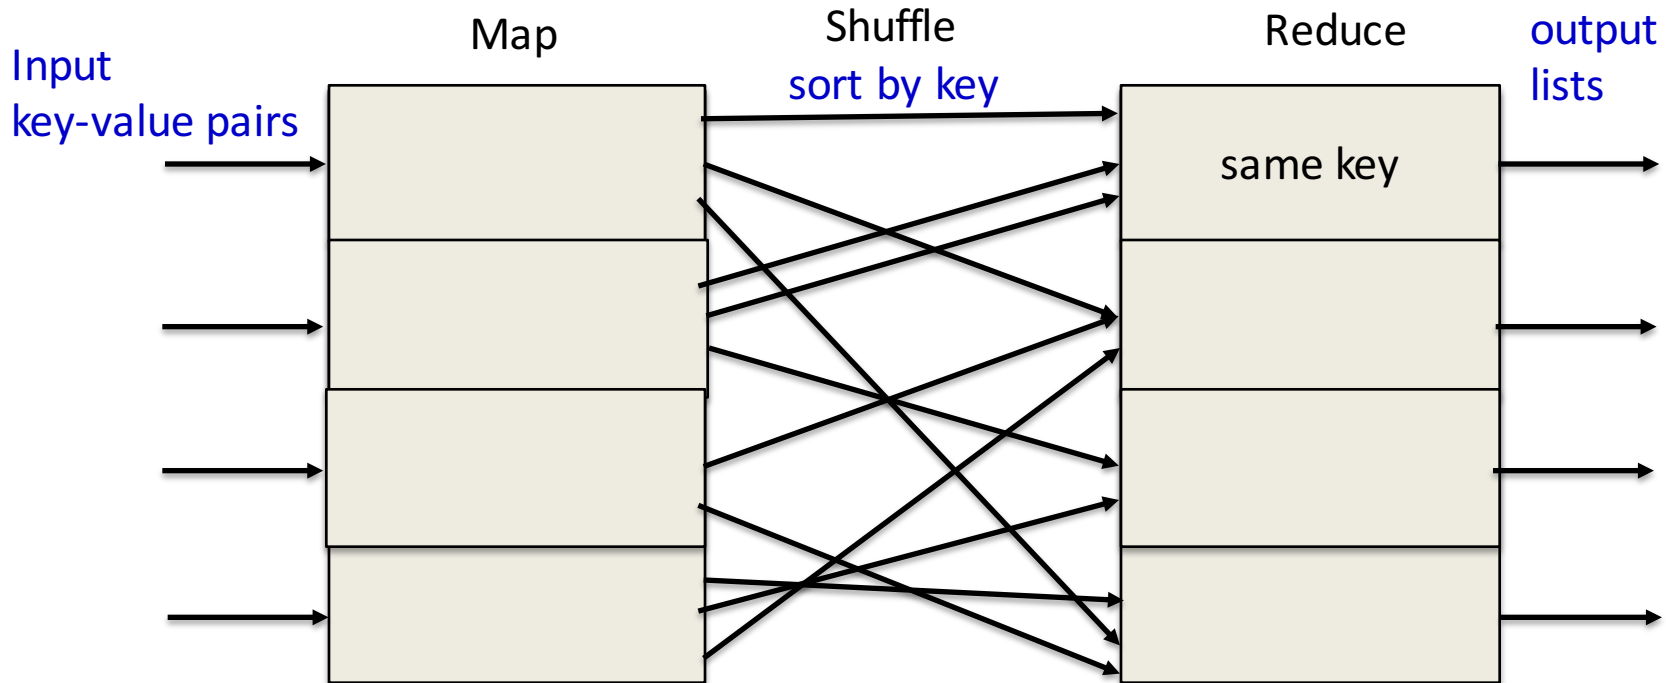 Input
key-value pairs
Map
Shuffle
sort by key
Reduce
same key
output
lists